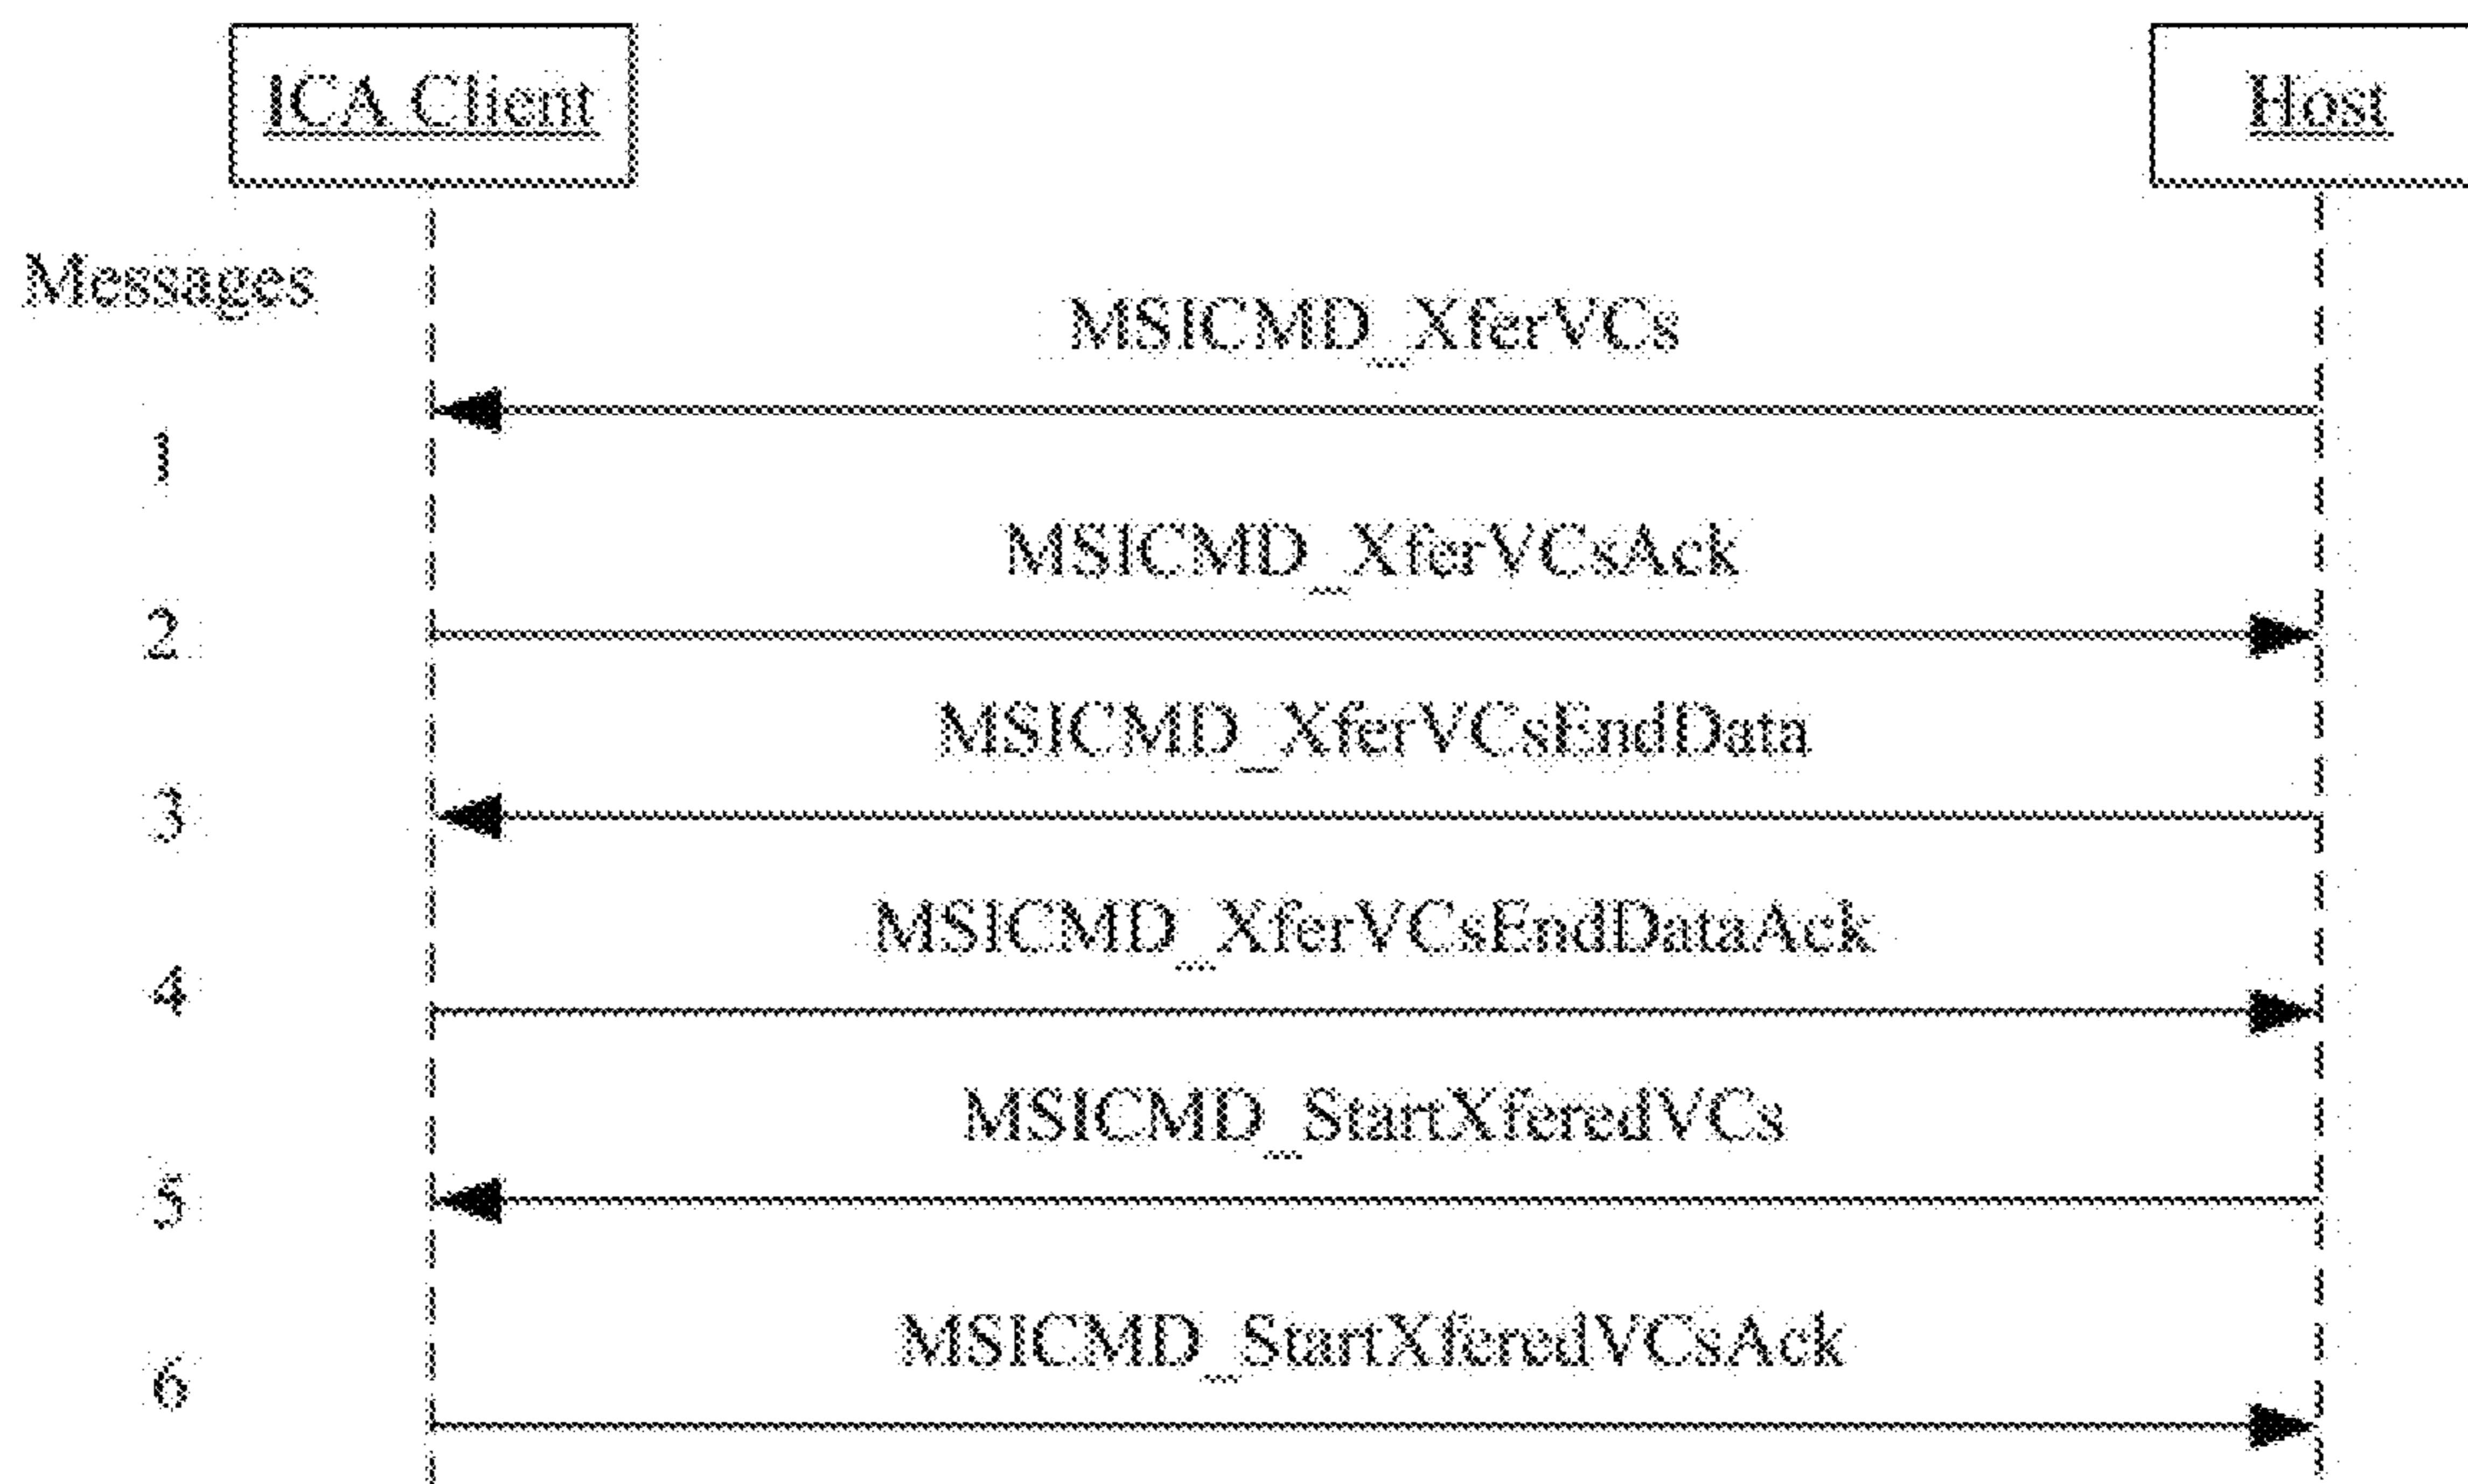 ICA Client
Host
Messages
MSICMD_XferVCs
1
MSICMD_XferVCsAck
2
MSICMD_XferVCsEndData
3
MSICMD_XferVCsEndDataAck
4
MSICMD_StartXferedVCs
5
MSICMD_StartXferedVCsAck
6